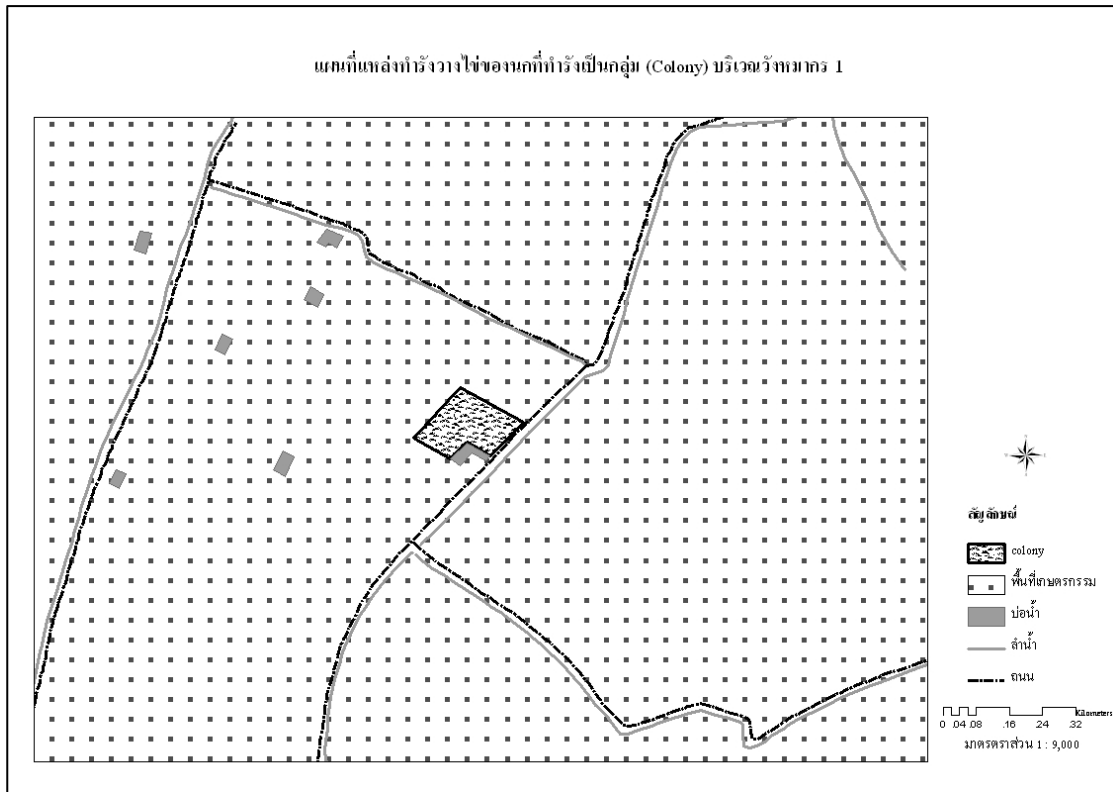 แผนที่แหล่งทำรังวางไข่ของนกที่ทำรังเป็นกลุ่ม (Colony) บริเวณวังหมากร 1
สัญลักษณ์
colony
พื้นที่เกษตรกรรม
บ่อน้ำ
ลำน้ำ
ถนน
Kilometers
0 .04 .08 .16 .24 .32
มาตรตราส่วน 1 : 9,000